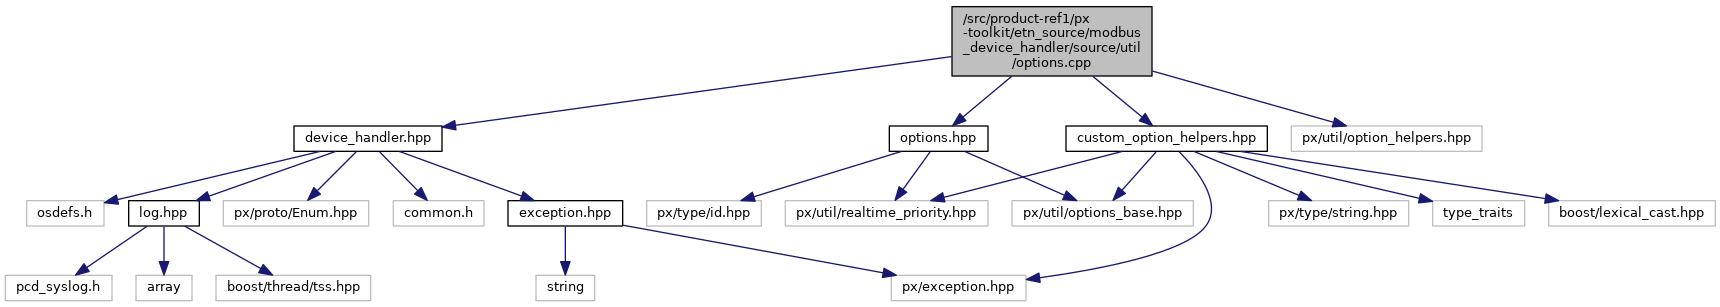 /src/product-ref1/px
-toolkit/etn_source/modbus
_device_handler/source/util
/options.cpp
device_handler.hpp
options.hpp
custom_option_helpers.hpp
px/util/option_helpers.hpp
osdefs.h
log.hpp
px/proto/Enum.hpp
common.h
exception.hpp
px/type/id.hpp
px/util/realtime_priority.hpp
px/util/options_base.hpp
px/type/string.hpp
type_traits
boost/lexical_cast.hpp
pcd_syslog.h
array
boost/thread/tss.hpp
string
px/exception.hpp